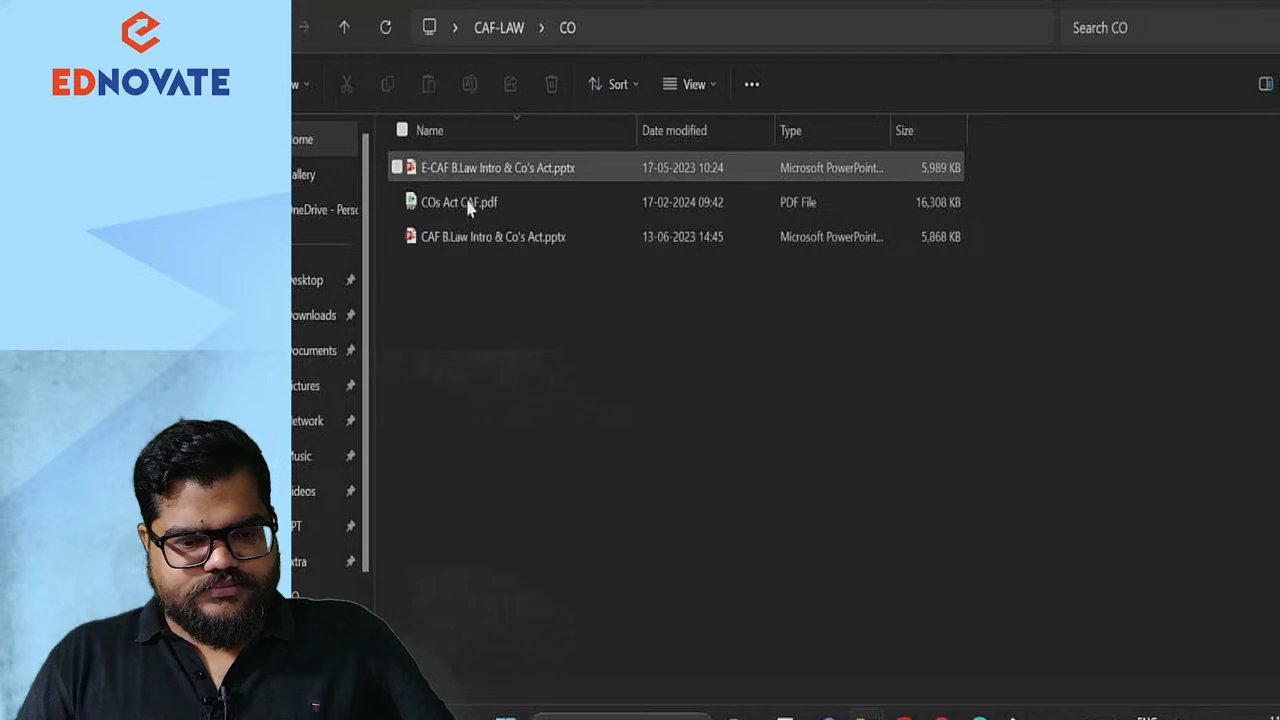 EDNOVATE
CAF-LAW > CO
Search CO
Sort
View
Name
Date modified
Type
Size
E-CAF B.Law Intro & Co's Act.pptx
17-05-2023 10:24
Microsoft PowerPoint...
5,989 KB
COs Act CAF.pdf
17-02-2024 09:42
PDF File
16,308 KB
CAF B.Law Intro & Co's Act.pptx
13-06-2023 14:45
Microsoft PowerPoint...
5,868 KB
ome
allery
neDrive - Perso
esktop
ownloads
ocuments
ictures
etwork
usic
ideos
PT
xtra